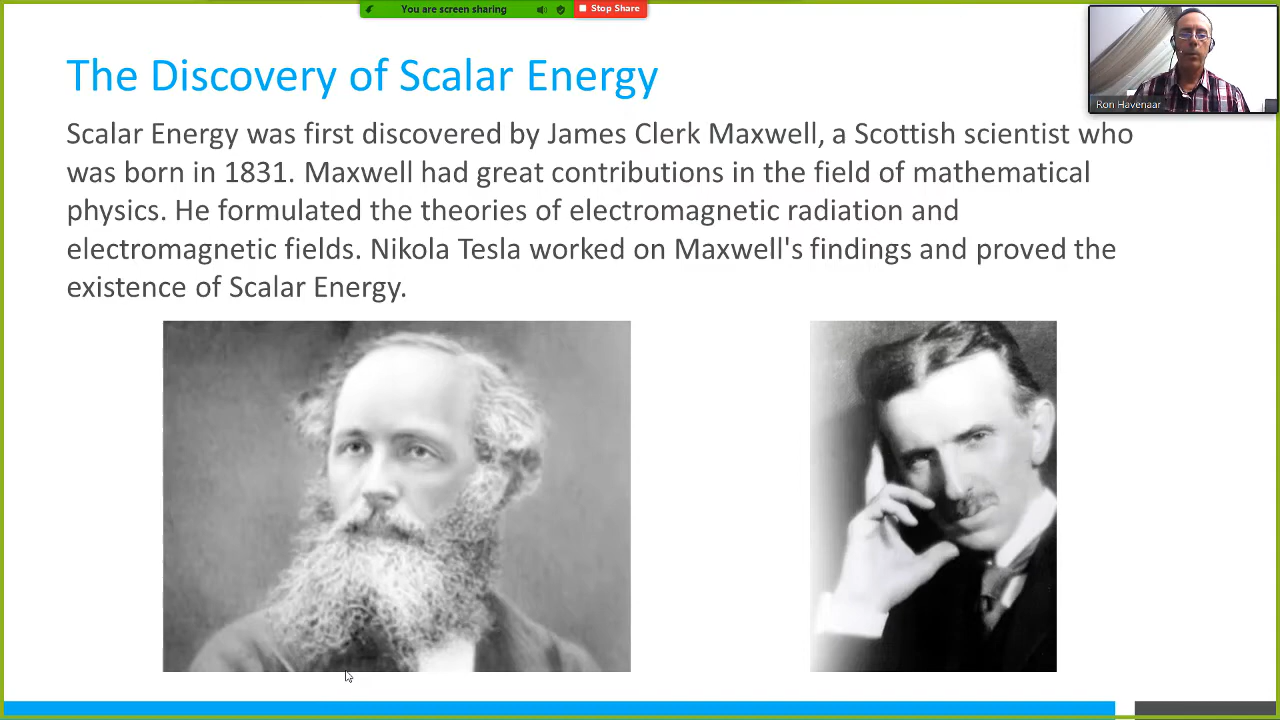 You are screen sharing
Stop Share
The Discovery of Scalar Energy
Ron Havenaar
Scalar Energy was first discovered by James Clerk Maxwell, a Scottish scientist who
was born in 1831. Maxwell had great contributions in the field of mathematical
physics. He formulated the theories of electromagnetic radiation and
electromagnetic fields. Nikola Tesla worked on Maxwell's findings and proved the
existence of Scalar Energy.